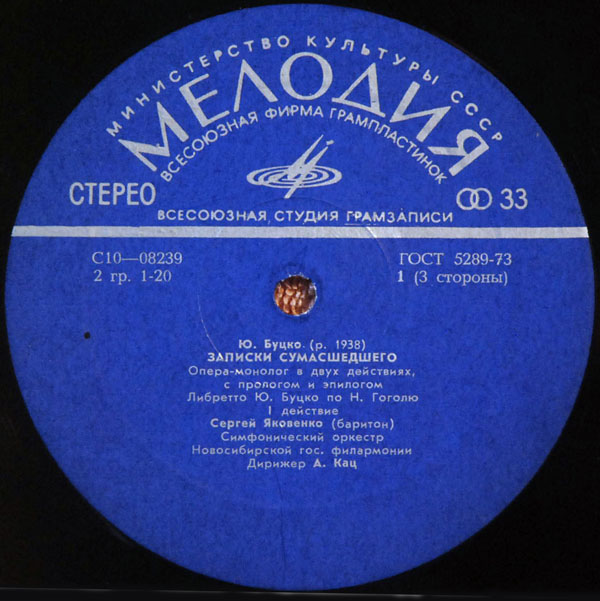 МИНИСТЕРСТВО КУЛЬТУРЫ СССР
МЕЛОДИЯ
ВСЕСОЮЗНАЯ ФИРМА ГРАМПЛАСТИНОК
СТЕРЕО
33
ВСЕСОЮЗНАЯ СТУДИЯ ГРАМЗАПИСИ
С10—08239
ГОСТ 5289-73
2 гр. 1-20
1 (3 стороны)
Ю. Буцко (р. 1938)
ЗАПИСКИ СУМАСШЕДШЕГО
Опера-монолог в двух действиях,
с прологом и эпилогом
Либретто Ю. Буцко по Н. Гоголю
I действие
Сергей Яковенко (баритон)
Симфонический оркестр
Новосибирской гос. филармонии
Дирижер А. Кац